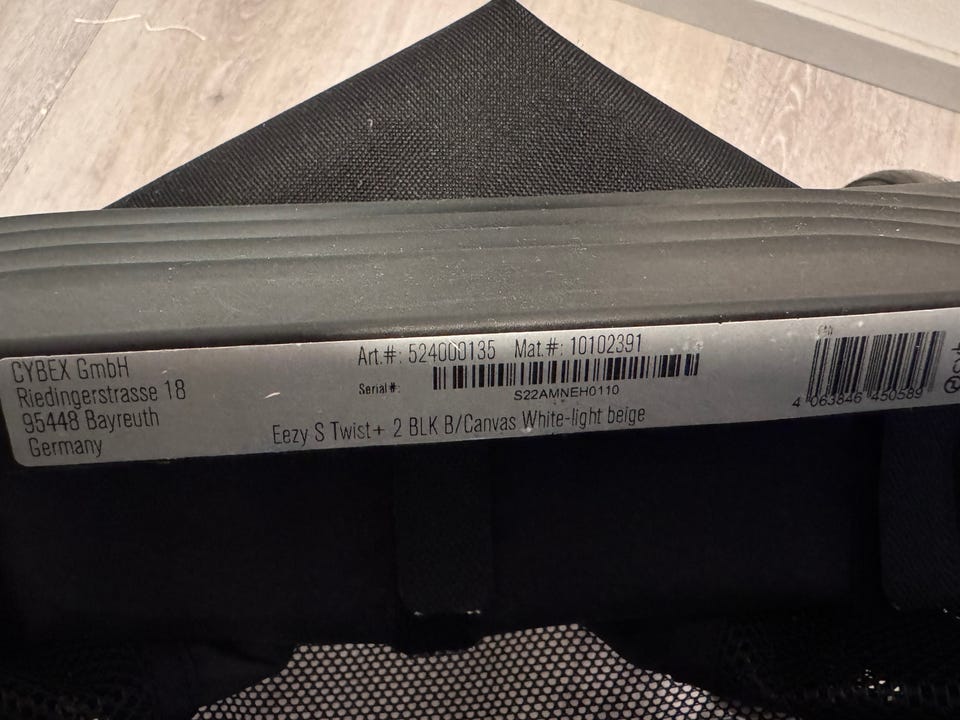 CYBEX GmbH
Riedingerstrasse 18
95448 Bayreuth
Germany
Art.#: 524000135 Mat.#: 10102391
Serial#:
S22AMNEH0110
Eezy S Twist+ 2 BLK B/Canvas White-light beige
4 063846 450589